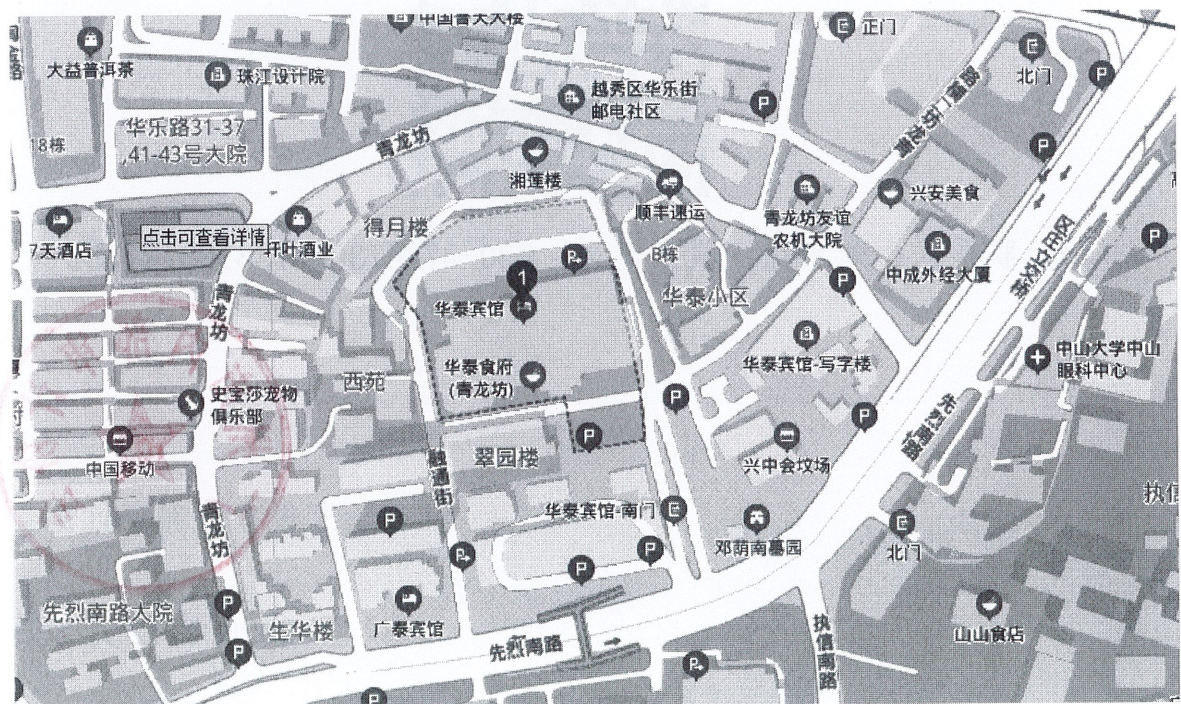 中国普天大楼
正门
大益普洱茶
珠江设计院
北门
P
越秀区华乐街
邮电社区
P
华乐路31-37
,41-43号大院
18栋
青龙坊
P
湘莲楼
兴安美食
顺丰速运
青龙坊友谊
农机大院
7天酒店
点击可查看详情
轩叶酒业
得月楼
B栋
中成外经大厦
P
P
1
华泰宾馆
华泰小区
P
青龙坊
华泰宾馆-写字楼
中山大学中山
眼科中心
华泰食府
(青龙坊)
西苑
史宝莎宠物
俱乐部
P
P
先烈南路
P
中国移动
翠园楼
兴中会坟场
融通街
执信
青龙坊
华泰宾馆-南门
P
邓荫南墓园
北门
P
P
P
先烈南路大院
P
生华楼
广泰宾馆
山山食店
执信南路
先烈南路
P
P
P